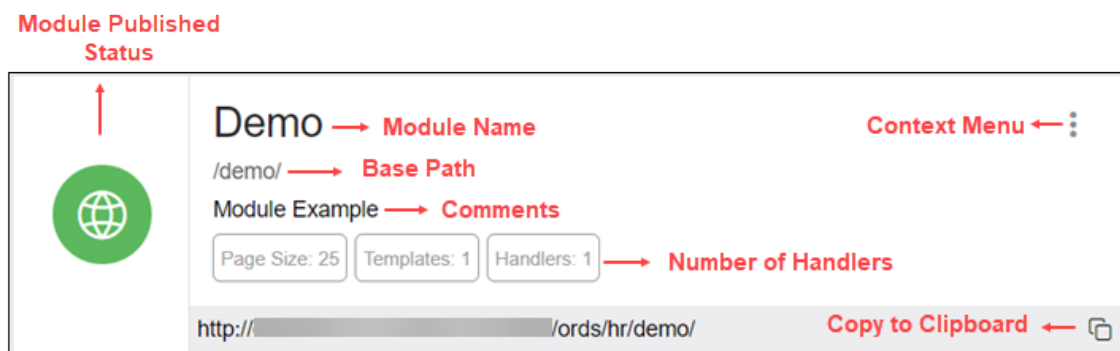 Module Published
Status
Demo Module Name Context Menu
/demo/ Base Path
Module Example Comments
Page Size: 25 Templates: 1 Handlers: 1 Number of Handlers
http:// /ords/hr/demo/ Copy to Clipboard